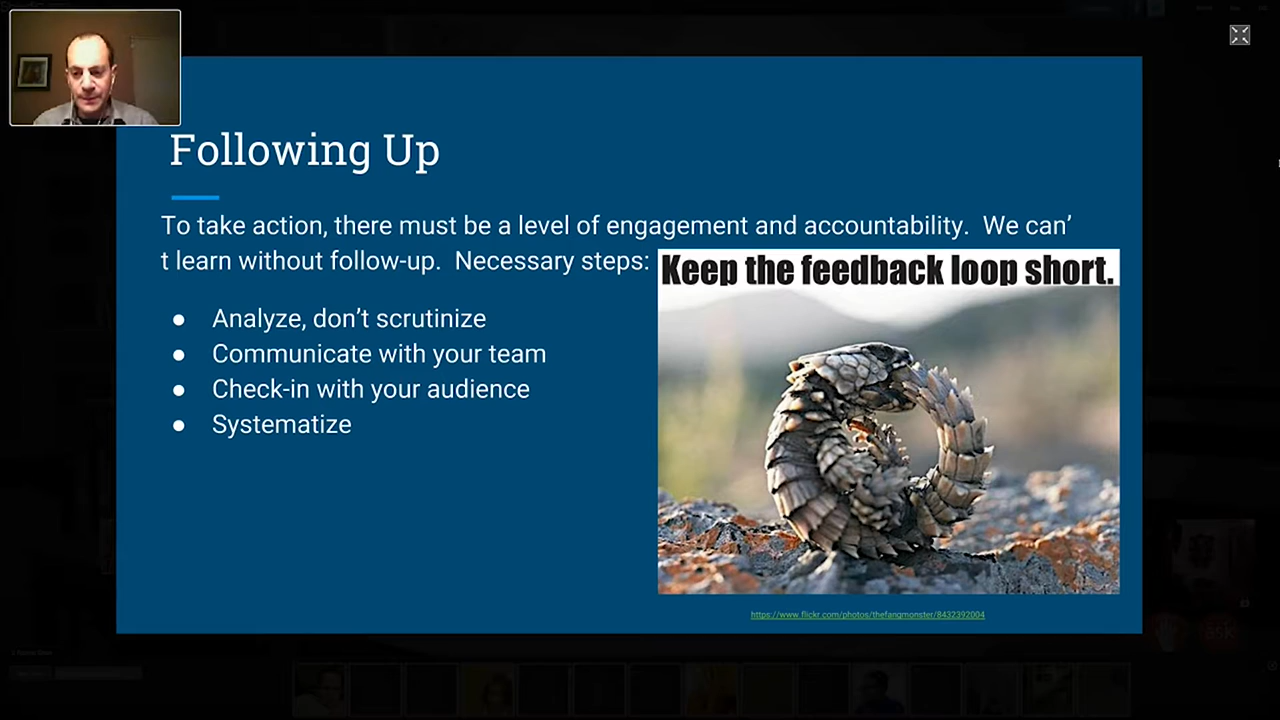 Following Up
To take action, there must be a level of engagement and accountability.  We can’
t learn without follow-up.  Necessary steps:
Keep the feedback loop short.
● Analyze, don’t scrutinize
● Communicate with your team
● Check-in with your audience
● Systematize
https://www.flickr.com/photos/thefangmonster/8432392004